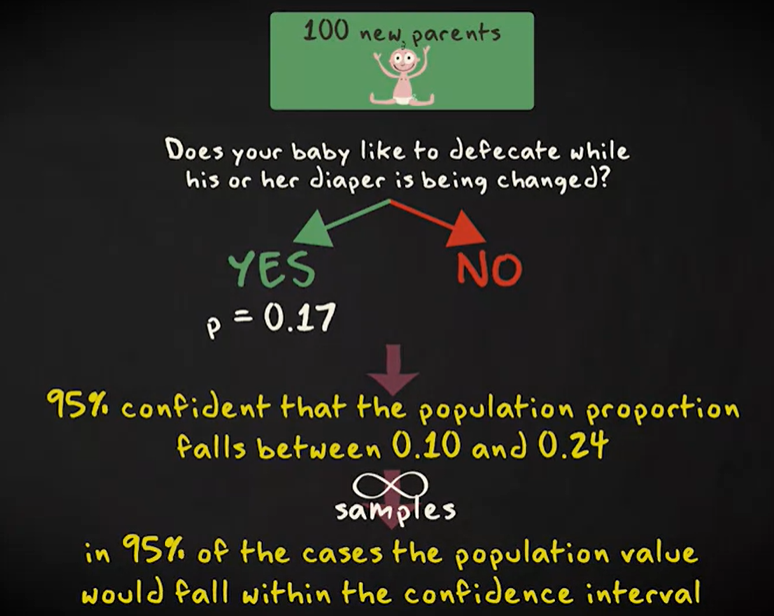 100 new parents
Does your baby like to defecate while
his or her diaper is being changed?
YES NO
p = 0.17
95% confident that the population proportion
falls between 0.10 and 0.24
∞
samples
in 95% of the cases the population value
would fall within the confidence interval